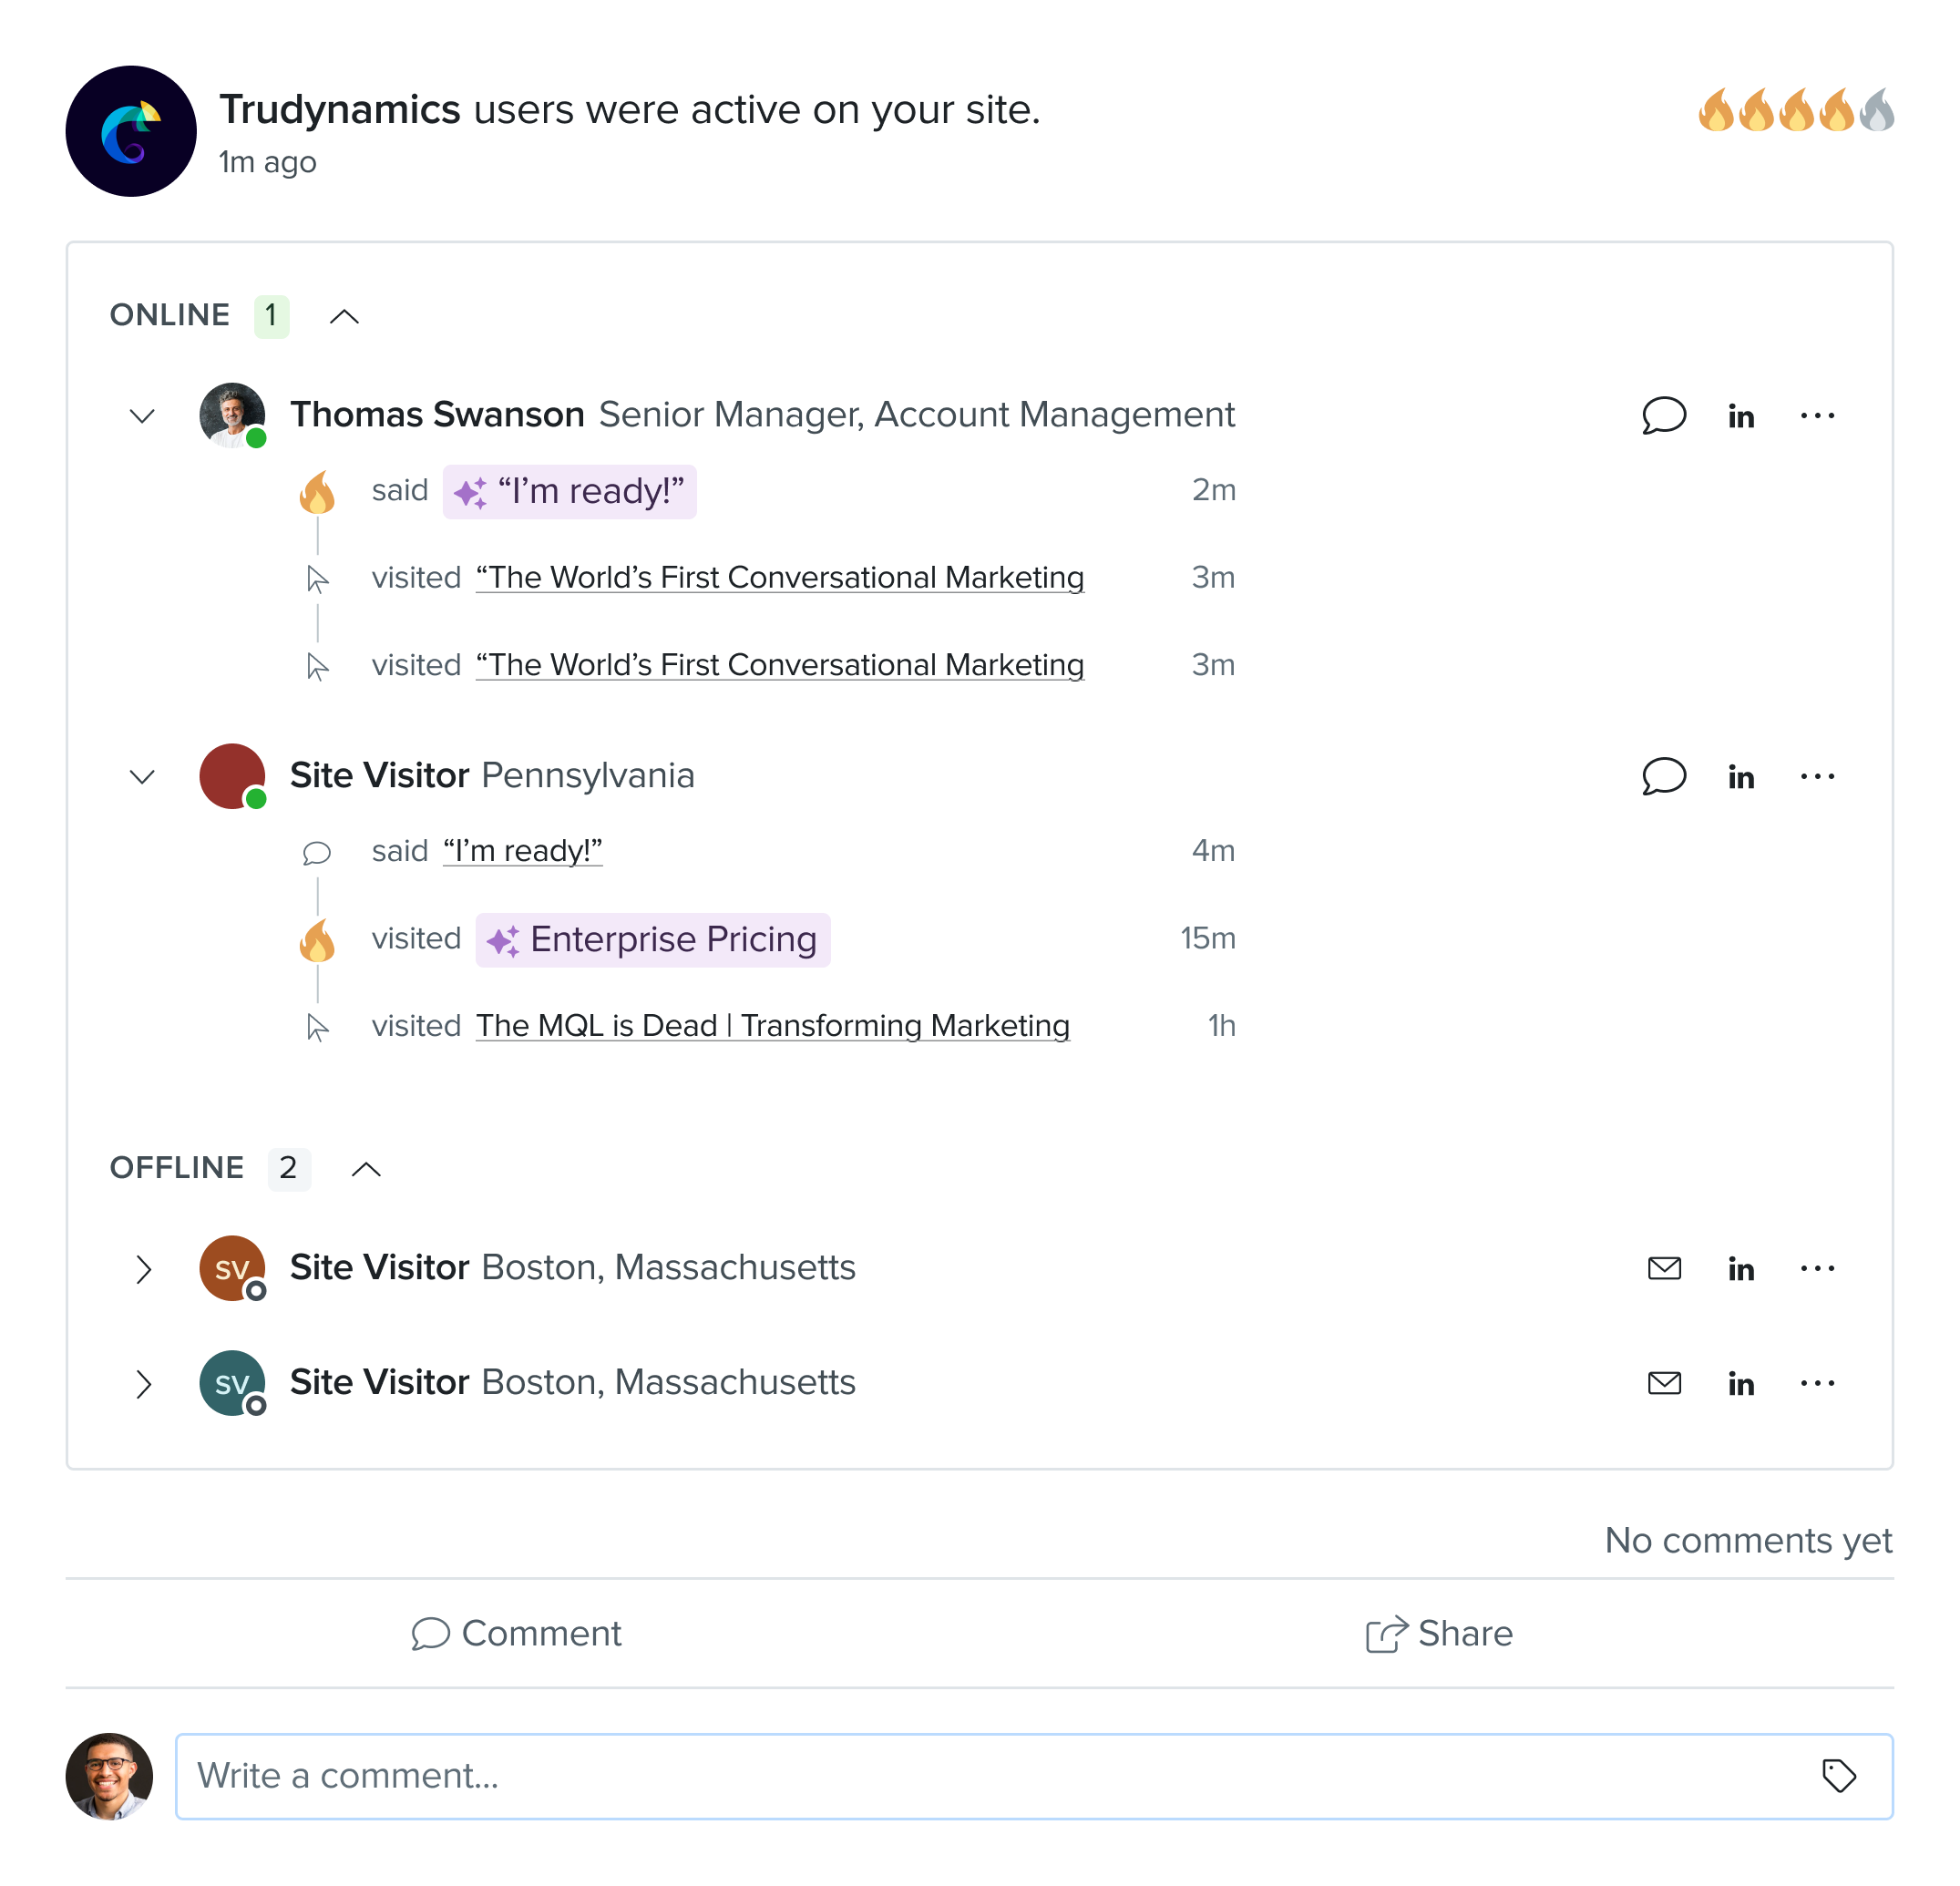 Trudynamics users were active on your site.
1m ago
ONLINE 1
Thomas Swanson Senior Manager, Account Management in ...
said “I’m ready!” 2m
visited “The World’s First Conversational Marketing 3m
visited “The World’s First Conversational Marketing 3m
Site Visitor Pennsylvania in ...
said “I’m ready!” 4m
visited Enterprise Pricing 15m
visited The MQL is Dead | Transforming Marketing 1h
OFFLINE 2
SV Site Visitor Boston, Massachusetts in ...
SV Site Visitor Boston, Massachusetts in ...
No comments yet
Comment Share
Write a comment...